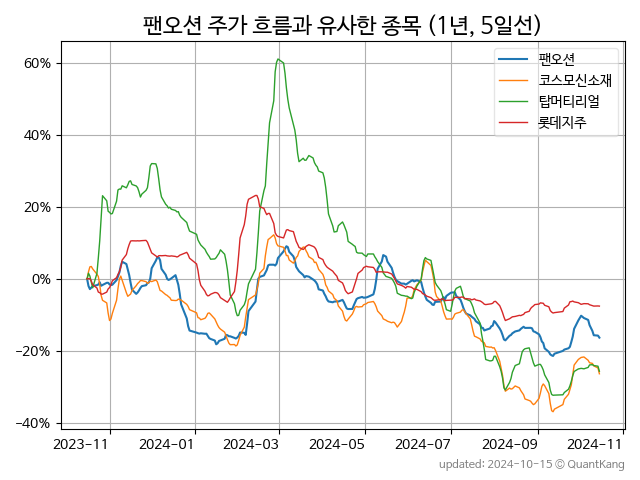 팬오션 주가 흐름과 유사한 종목 (1년, 5일선)
팬오션
코스모신소재
탑머티리얼
롯데지주
60%
40%
20%
0%
−20%
−40%
2023-11 2024-01 2024-03 2024-05 2024-07 2024-09 2024-11
updated: 2024-10-15 © QuantKang